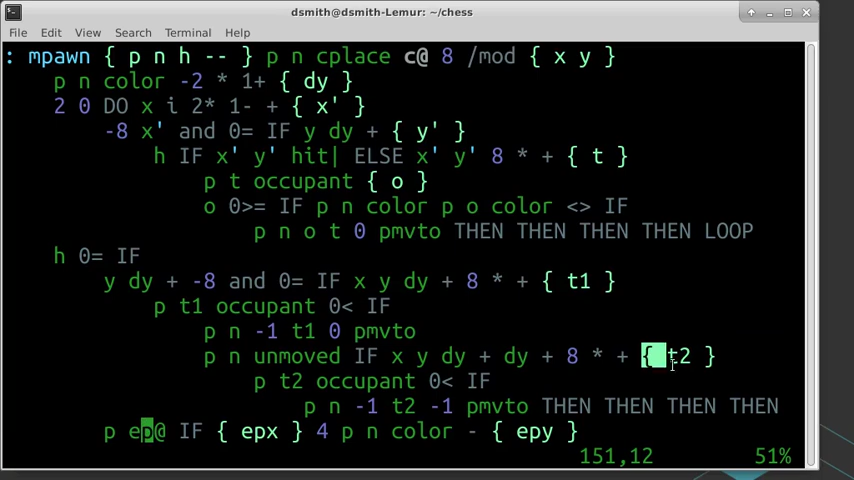 dsmith@dsmith-Lemur: ~/chess
File Edit View Search Terminal Help
: mpawn { p n h -- } p n cplace c@ 8 /mod { x y }
p n color -2 * 1+ { dy }
2 0 DO x i 2* 1- + { x' }
-8 x' and 0= IF y dy + { y' }
h IF x' y' hit| ELSE x' y' 8 * + { t }
p t occupant { o }
o 0>= IF p n color p o color <> IF
p n o t 0 pmvto THEN THEN THEN THEN LOOP
h 0= IF
y dy + -8 and 0= IF x y dy + 8 * + { t1 }
p t1 occupant 0< IF
p n -1 t1 0 pmvto
p n unmoved IF x y dy + dy + 8 * + { t2 }
p t2 occupant 0< IF
p n -1 t2 -1 pmvto THEN THEN THEN THEN
p ep@ IF { epx } 4 p n color - { epy }
151,12 51%